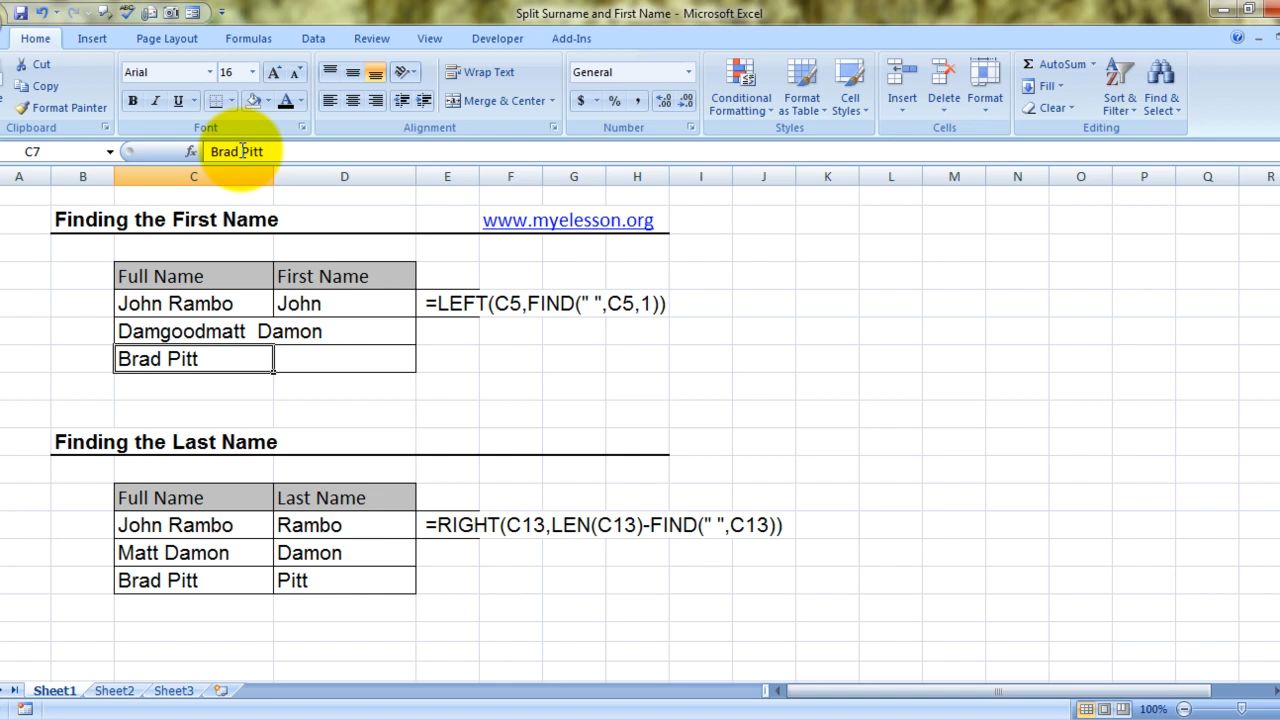 Split Surname and First Name - Microsoft Excel
Home Insert Page Layout Formulas Data Review View Developer Add-Ins
Cut
Copy
Format Painter
Clipboard
Arial 16
B I U A
Font
Wrap Text
Merge & Center
Alignment
General
$ % ,
Number
Conditional Formatting
Format as Table
Cell Styles
Styles
Insert Delete Format
Cells
Σ AutoSum
Fill
Clear
Sort & Filter
Find & Select
Editing
C7 fx Brad Pitt
A B C D E F G H I J K L M N O P Q R
Finding the First Name www.myelesson.org
Full Name First Name
John Rambo John =LEFT(C5,FIND(" ",C5,1))
Damgoodmatt  Damon
Brad Pitt
Finding the Last Name
Full Name Last Name
John Rambo Rambo =RIGHT(C13,LEN(C13)-FIND(" ",C13))
Matt Damon Damon
Brad Pitt Pitt
Sheet1 Sheet2 Sheet3
100%